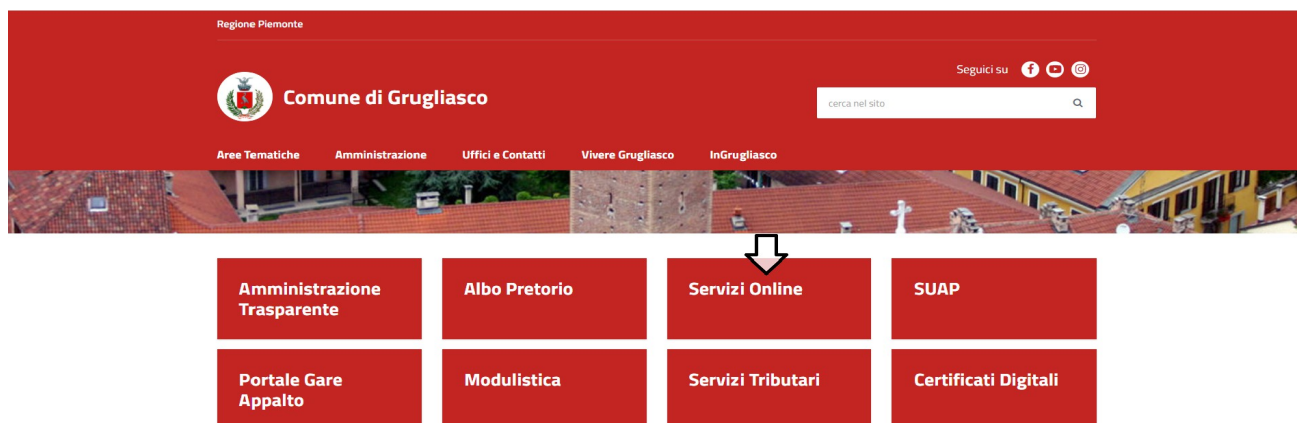 Regione Piemonte
Seguici su
Comune di Grugliasco
cerca nel sito
Aree Tematiche Amministrazione Uffici e Contatti Vivere Grugliasco InGrugliasco
Amministrazione Trasparente
Albo Pretorio
Servizi Online
SUAP
Portale Gare Appalto
Modulistica
Servizi Tributari
Certificati Digitali